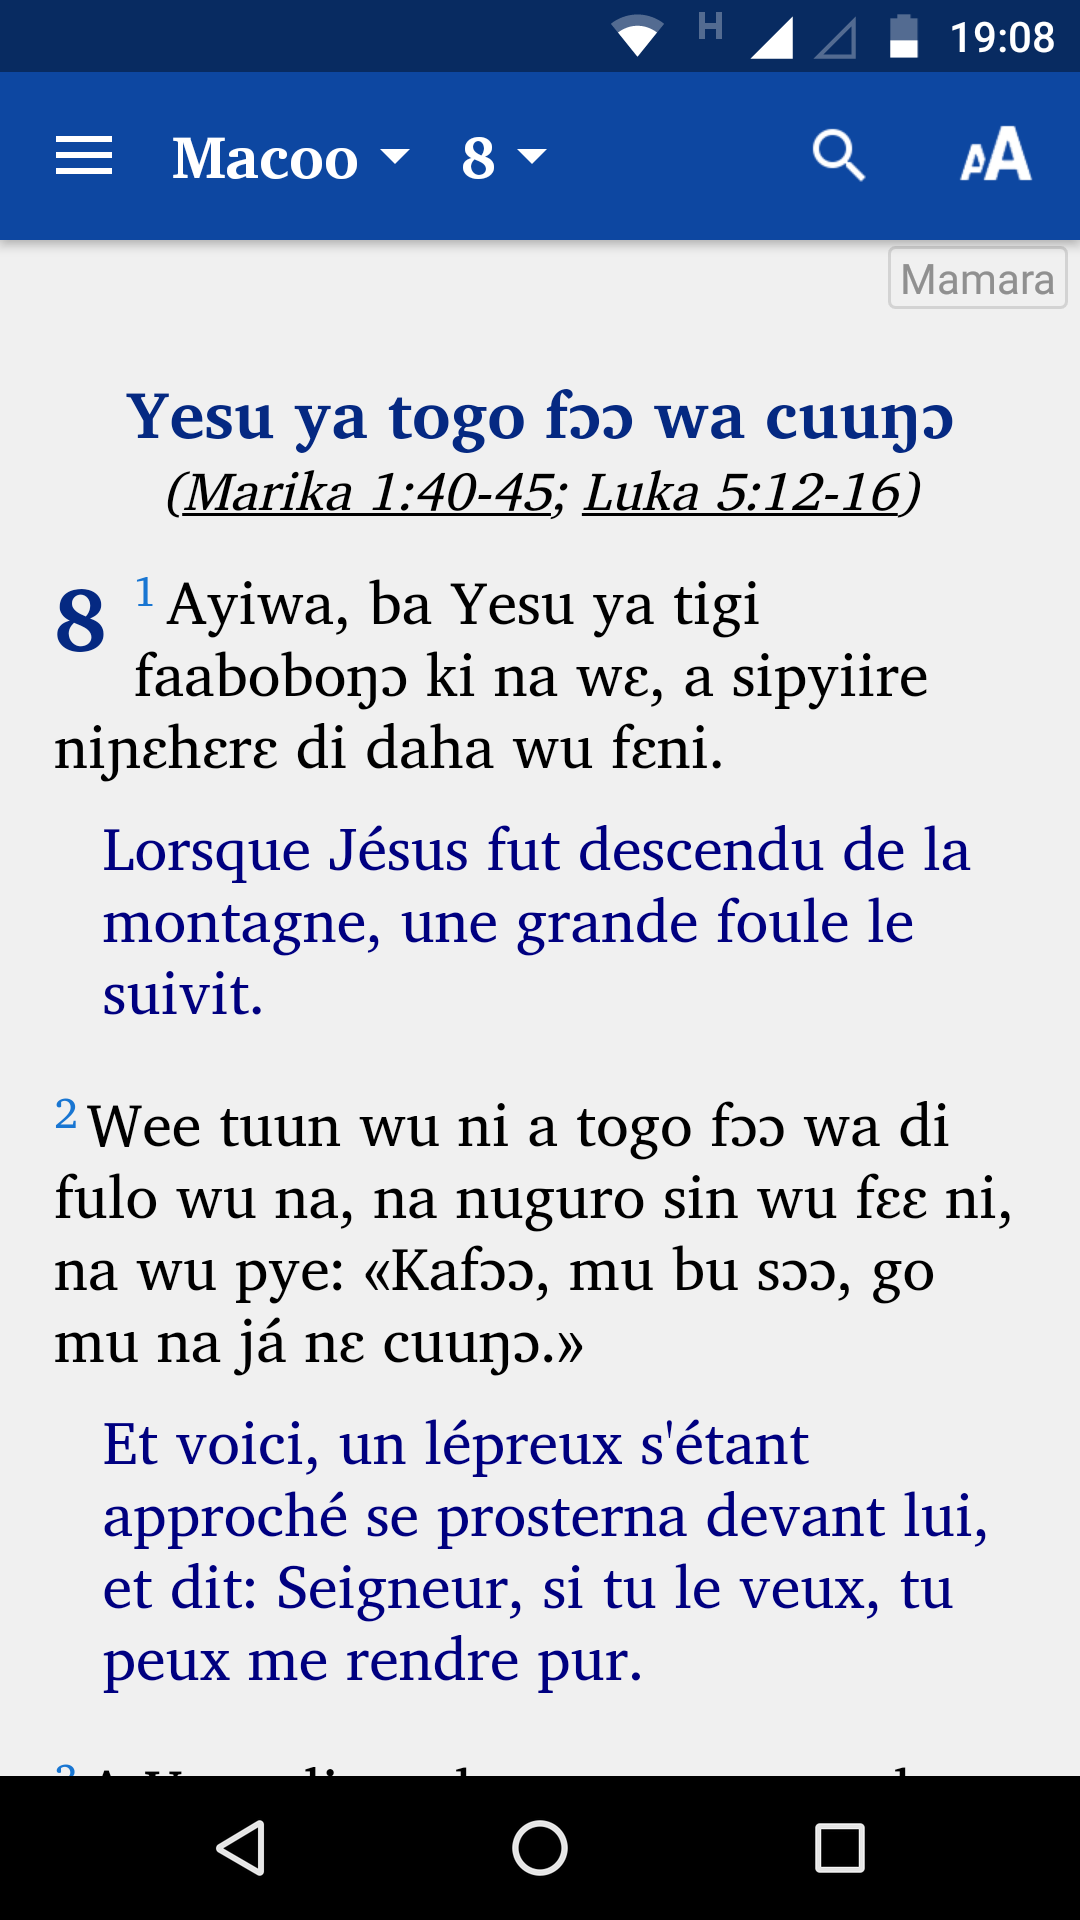 H 19:08
Macoo 8 AA
Mamara
Yesu ya togo fɔɔ wa cuuŋɔ
(Marika 1:40-45; Luka 5:12-16)
8 1 Ayiwa, ba Yesu ya tigi
faaboboŋɔ ki na wɛ, a sipyiire
niɲɛhɛrɛ di daha wu fɛni.
Lorsque Jésus fut descendu de la
montagne, une grande foule le
suivit.
2 Wee tuun wu ni a togo fɔɔ wa di
fulo wu na, na nuguro sin wu fɛɛ ni,
na wu pye: «Kafɔɔ, mu bu sɔɔ, go
mu na já nɛ cuuŋɔ.»
Et voici, un lépreux s'étant
approché se prosterna devant lui,
et dit: Seigneur, si tu le veux, tu
peux me rendre pur.